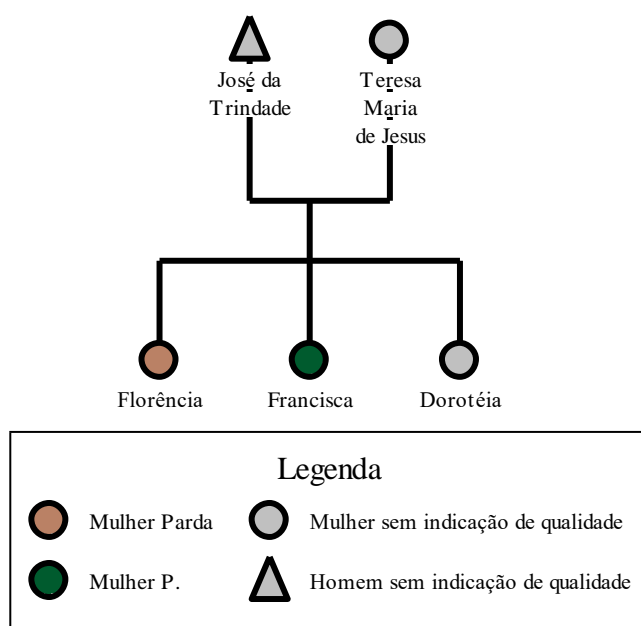 José da Teresa
Trindade Maria
de Jesus
Florência Francisca Dorotéia
Legenda
Mulher Parda Mulher sem indicação de qualidade
Mulher P. Homem sem indicação de qualidade